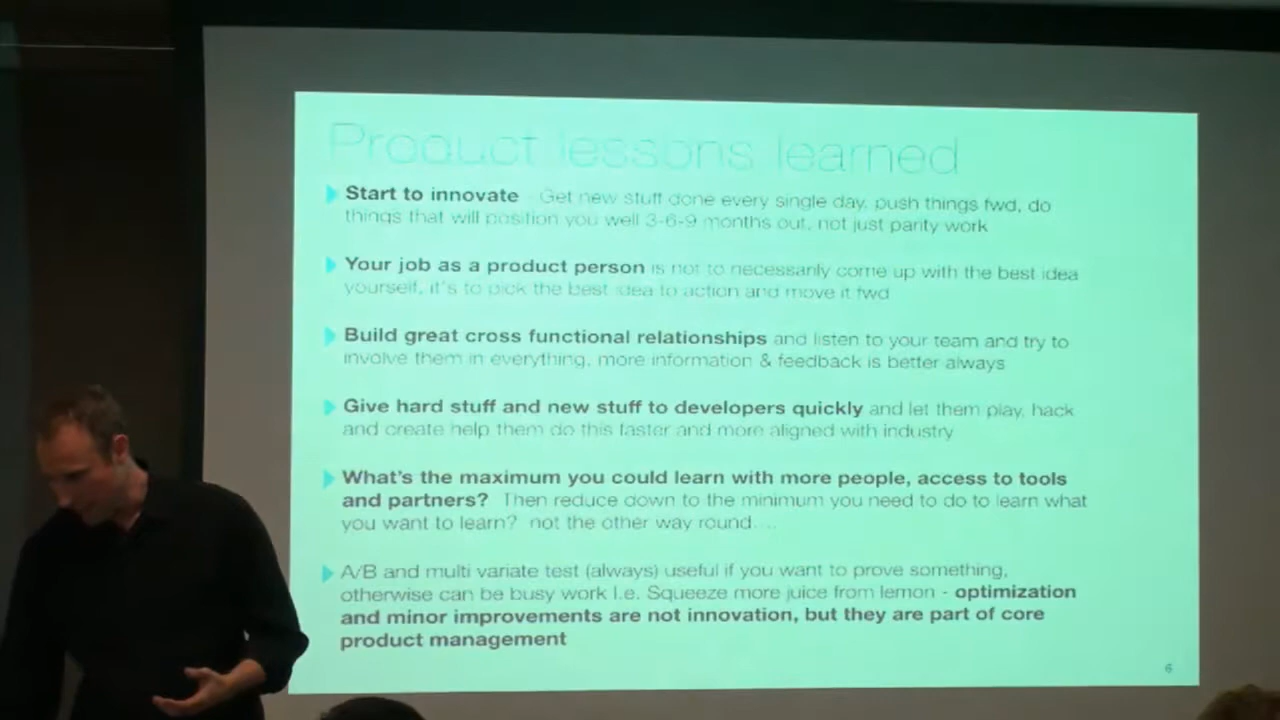 Product lessons learned
Start to innovate - Get new stuff done every single day, push things fwd, do
things that will position you well 3-6-9 months out, not just parity work
Your job as a product person is not to necessarily come up with the best idea
yourself, it's to pick the best idea to action and move it fwd
Build great cross functional relationships and listen to your team and try to
involve them in everything, more information & feedback is better always
Give hard stuff and new stuff to developers quickly and let them play, hack
and create help them do this faster and more aligned with industry
What's the maximum you could learn with more people, access to tools
and partners? Then reduce down to the minimum you need to do to learn what
you want to learn? not the other way round....
A/B and multi variate test (always) useful if you want to prove something,
otherwise can be busy work I.e. Squeeze more juice from lemon - optimization
and minor improvements are not innovation, but they are part of core
product management
6